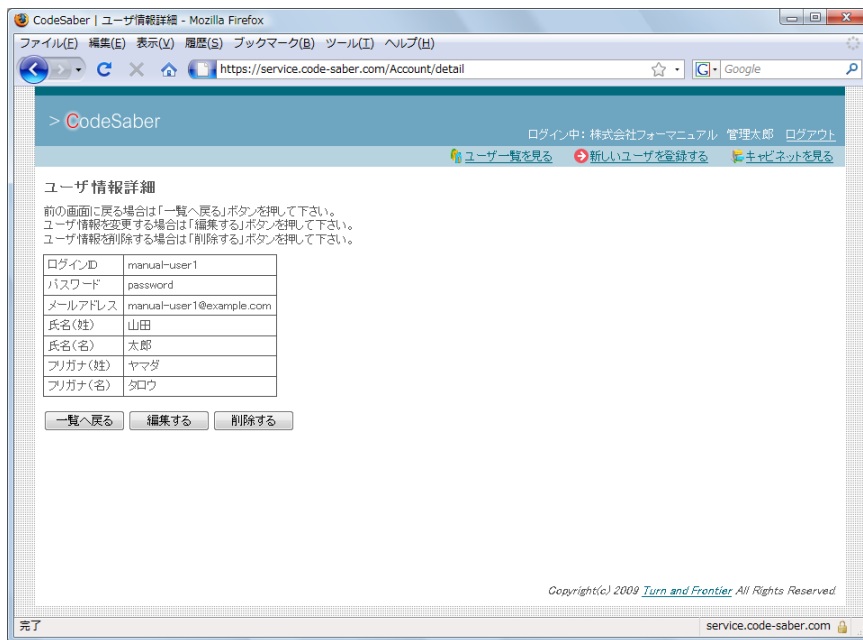 CodeSaber | ユーザ情報詳細 - Mozilla Firefox
ファイル(F) 編集(E) 表示(V) 履歴(S) ブックマーク(B) ツール(T) ヘルプ(H)
https://service.code-saber.com/Account/detail
G Google
> CodeSaber
ログイン中: 株式会社フォーマニュアル 管理太郎 ログアウト
ユーザ一覧を見る 新しいユーザを登録する キャビネットを見る
ユーザ情報詳細
前の画面に戻る場合は「一覧へ戻る」ボタンを押して下さい。
ユーザ情報を変更する場合は「編集する」ボタンを押して下さい。
ユーザ情報を削除する場合は「削除する」ボタンを押して下さい。
ログインID manual-user1
パスワード password
メールアドレス manual-user1@example.com
氏名(姓) 山田
氏名(名) 太郎
フリガナ(姓) ヤマダ
フリガナ(名) タロウ
一覧へ戻る 編集する 削除する
Copyright(c) 2009 Turn and Frontier All Rights Reserved.
完了 service.code-saber.com